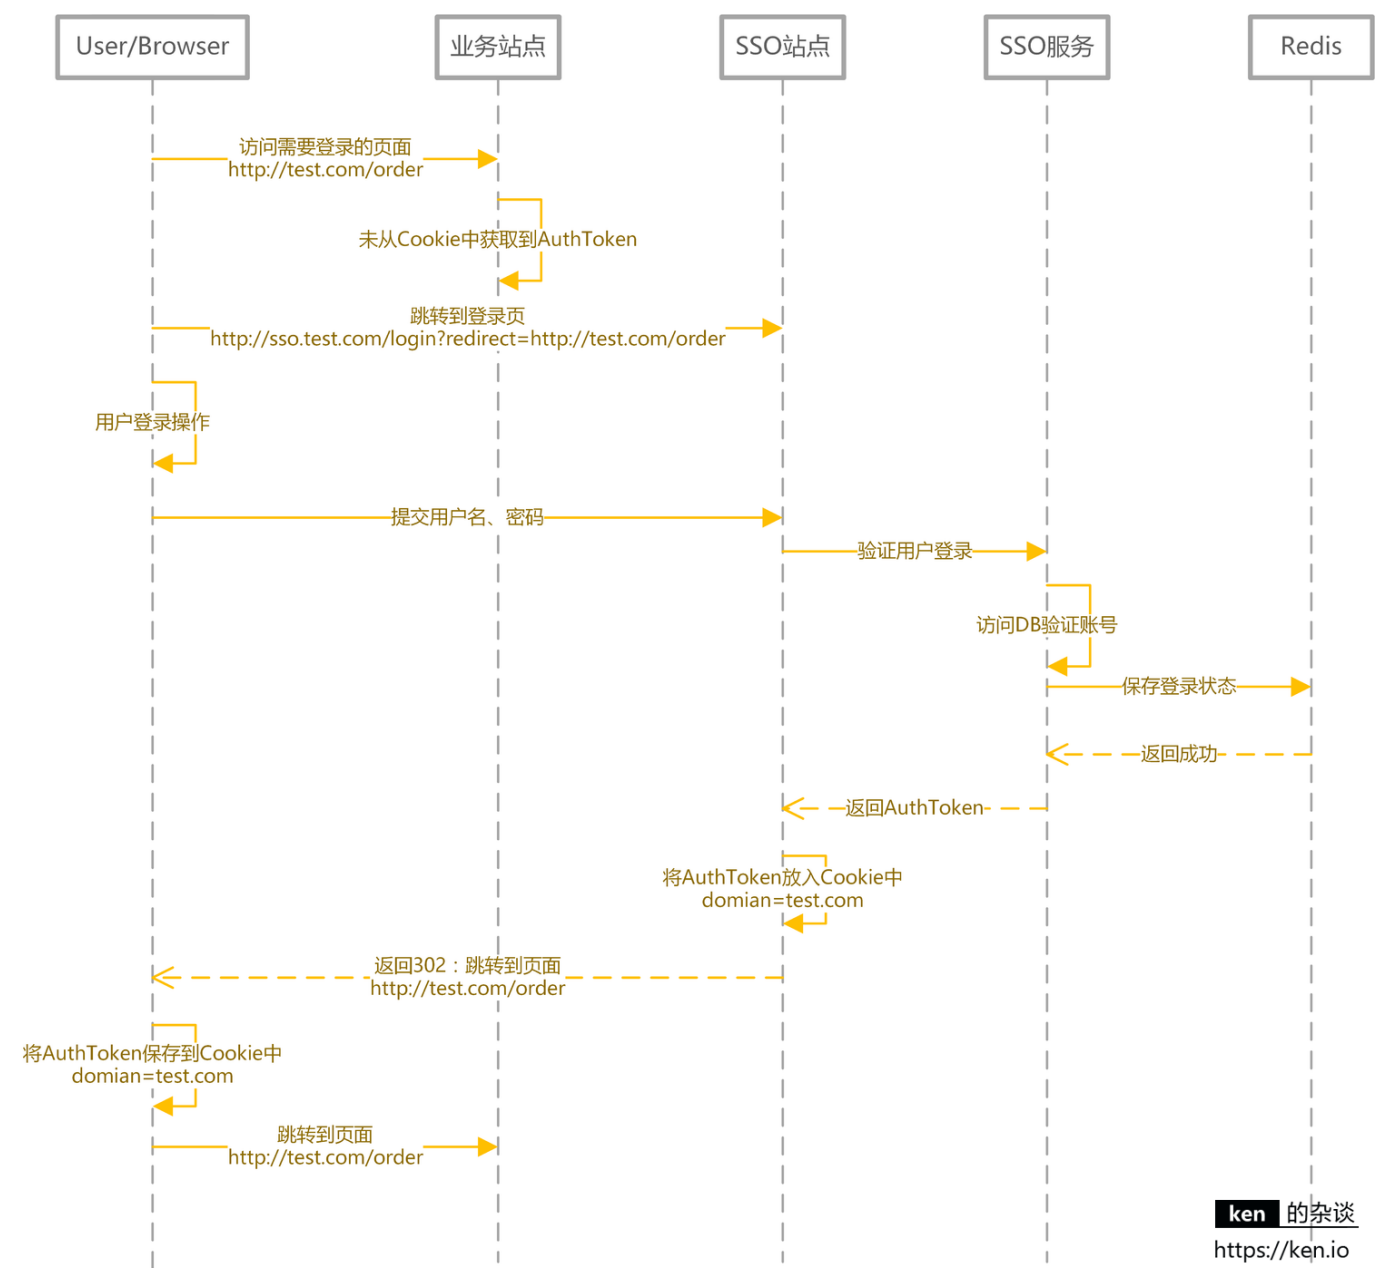 User/Browser
业务站点
SSO站点
SSO服务
Redis
访问需要登录的页面
http://test.com/order
未从Cookie中获取到AuthToken
跳转到登录页
http://sso.test.com/login?redirect=http://test.com/order
用户登录操作
提交用户名、密码
验证用户登录
访问DB验证账号
保存登录状态
返回成功
返回AuthToken
将AuthToken放入Cookie中
domian=test.com
返回302：跳转到页面
http://test.com/order
将AuthToken保存到Cookie中
domian=test.com
跳转到页面
http://test.com/order
ken 的杂谈
https://ken.io